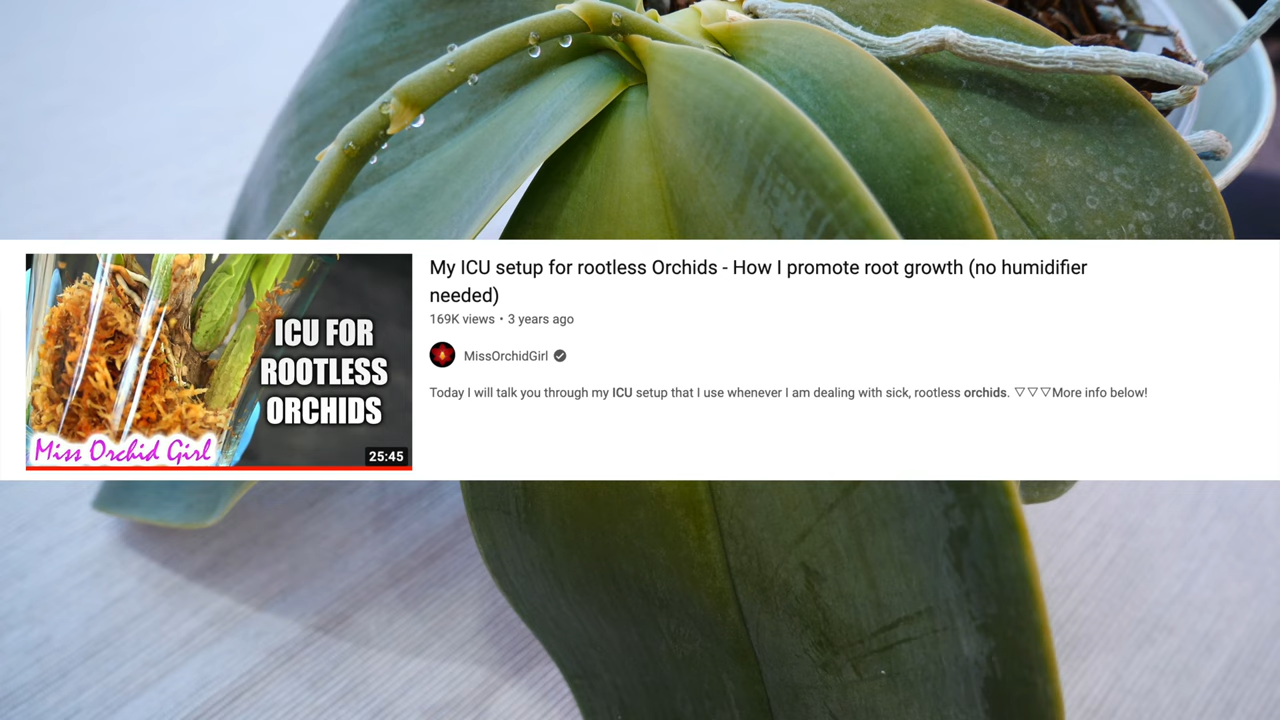 ICU FOR
ROOTLESS
ORCHIDS
Miss Orchid Girl
25:45
My ICU setup for rootless Orchids - How I promote root growth (no humidifier
needed)
169K views • 3 years ago
MissOrchidGirl
Today I will talk you through my ICU setup that I use whenever I am dealing with sick, rootless orchids. ▽▽▽More info below!